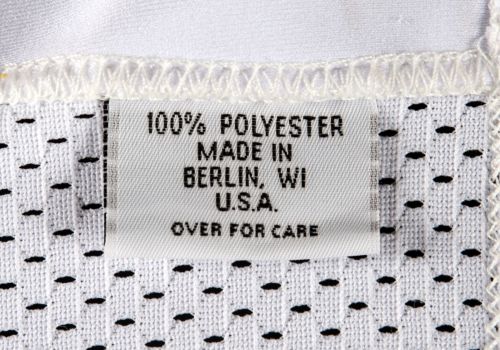 100% POLYESTER
MADE IN
BERLIN, WI
U.S.A.
OVER FOR CARE